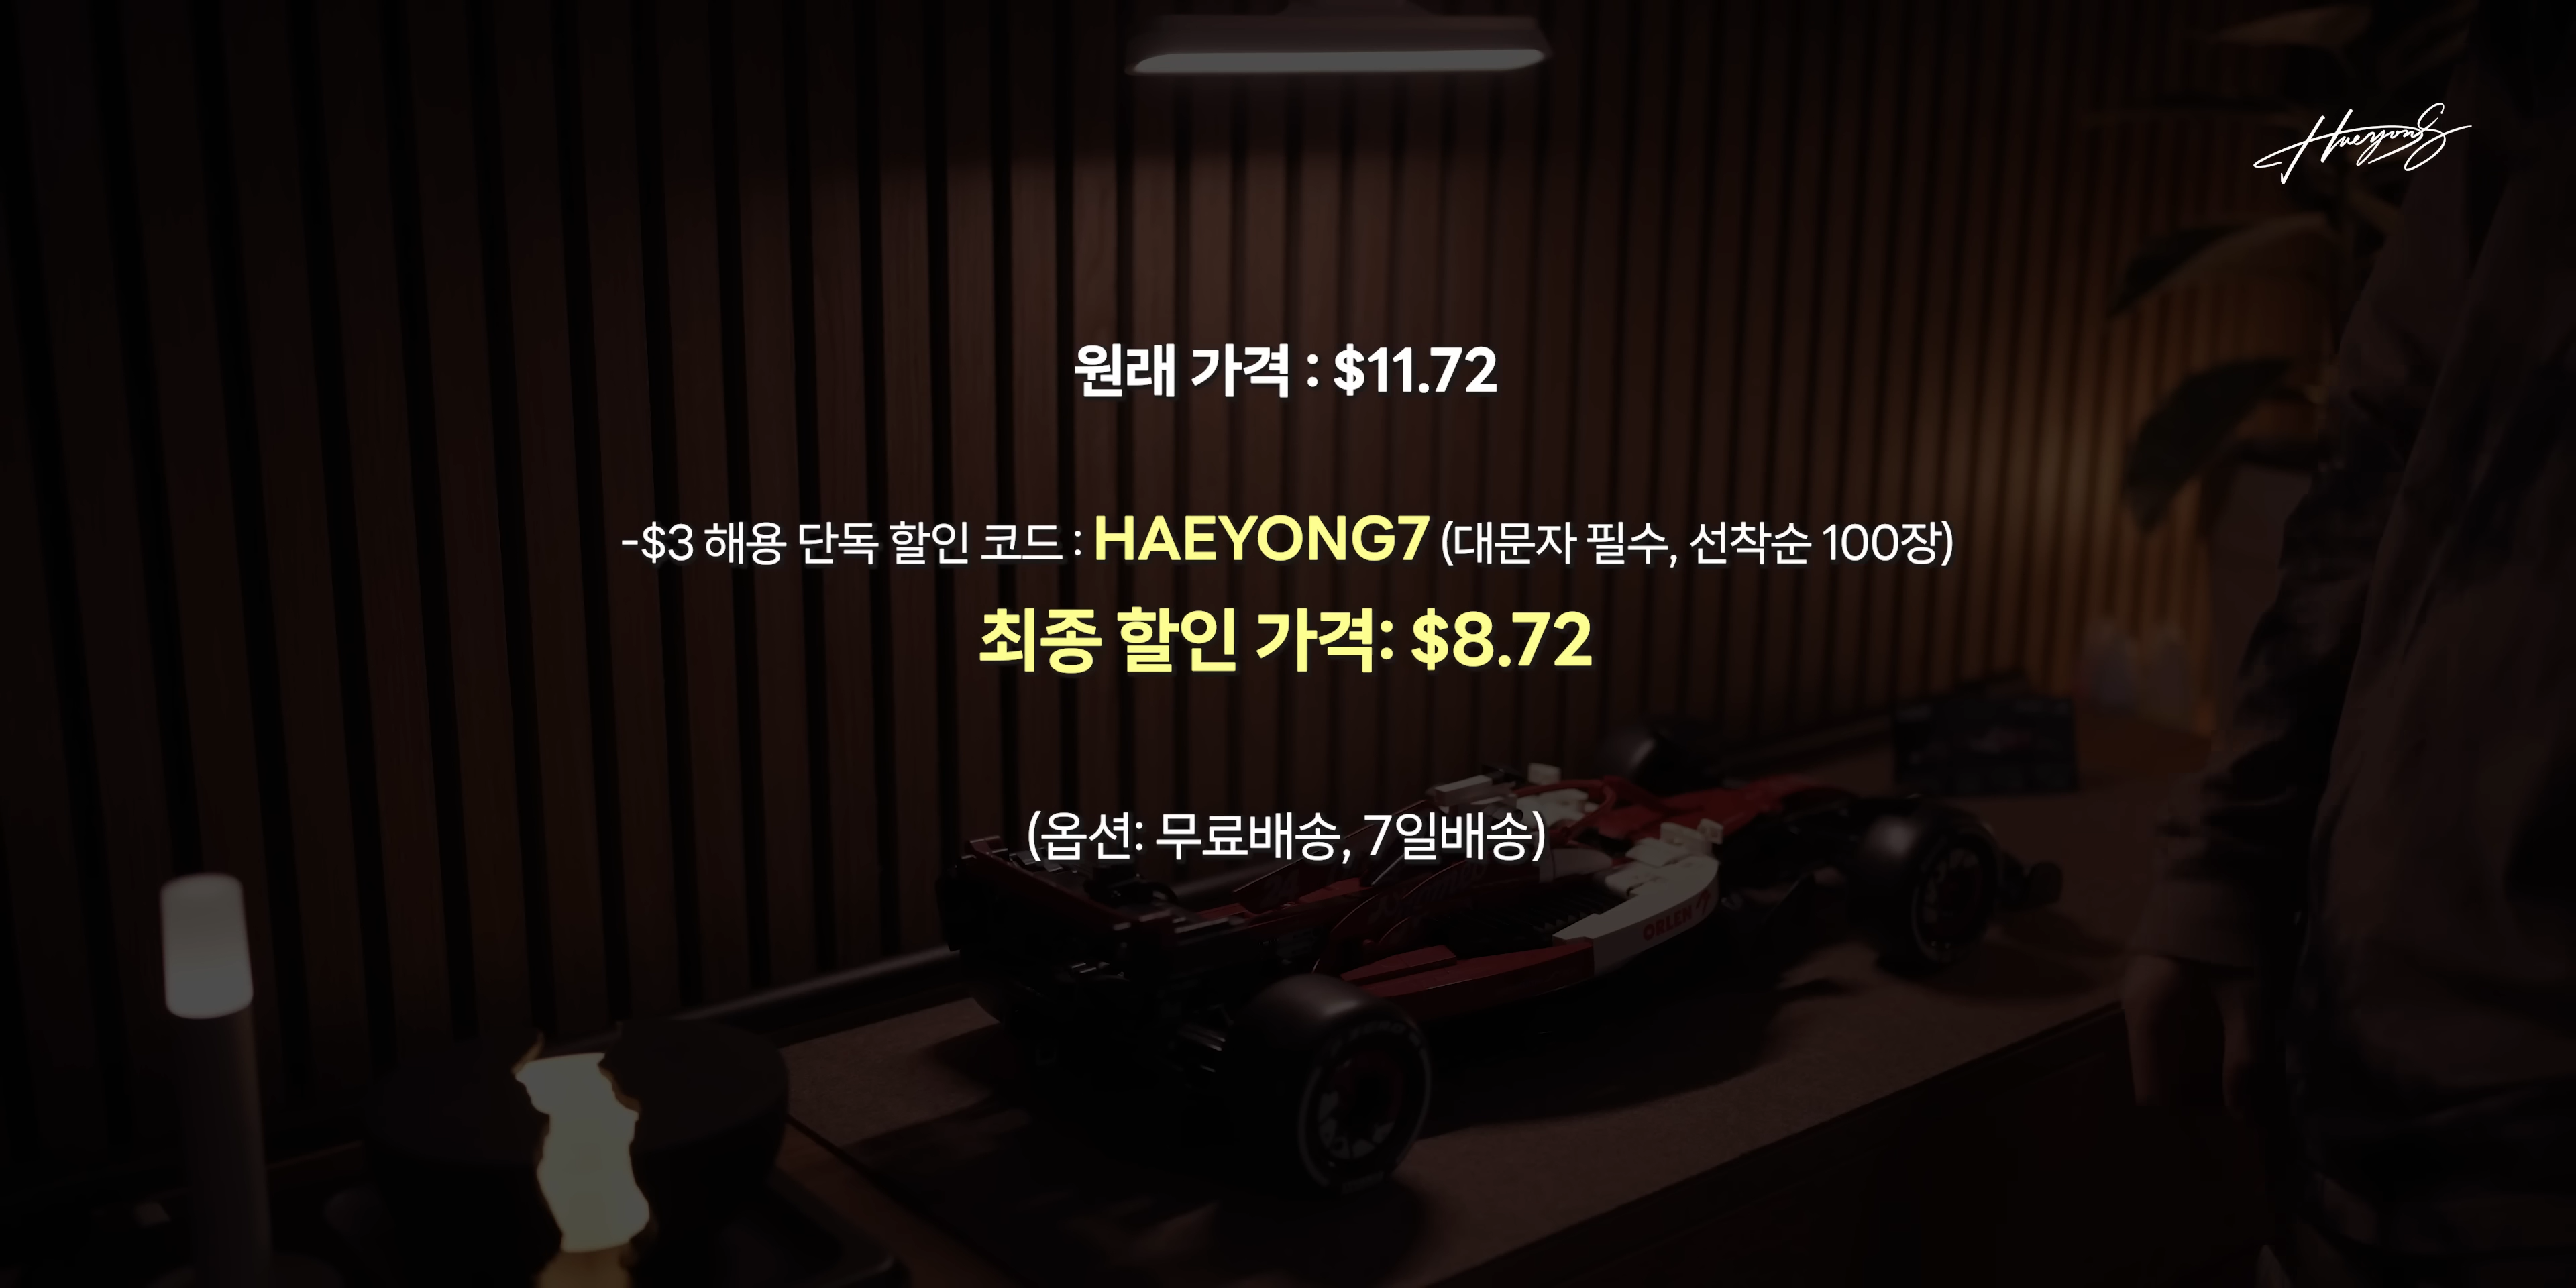 Haeyong
원래 가격 : $11.72
-$3 해용 단독 할인 코드 : HAEYONG7 (대문자 필수, 선착순 100장)
최종 할인 가격: $8.72
(옵션: 무료배송, 7일배송)
ORLEN